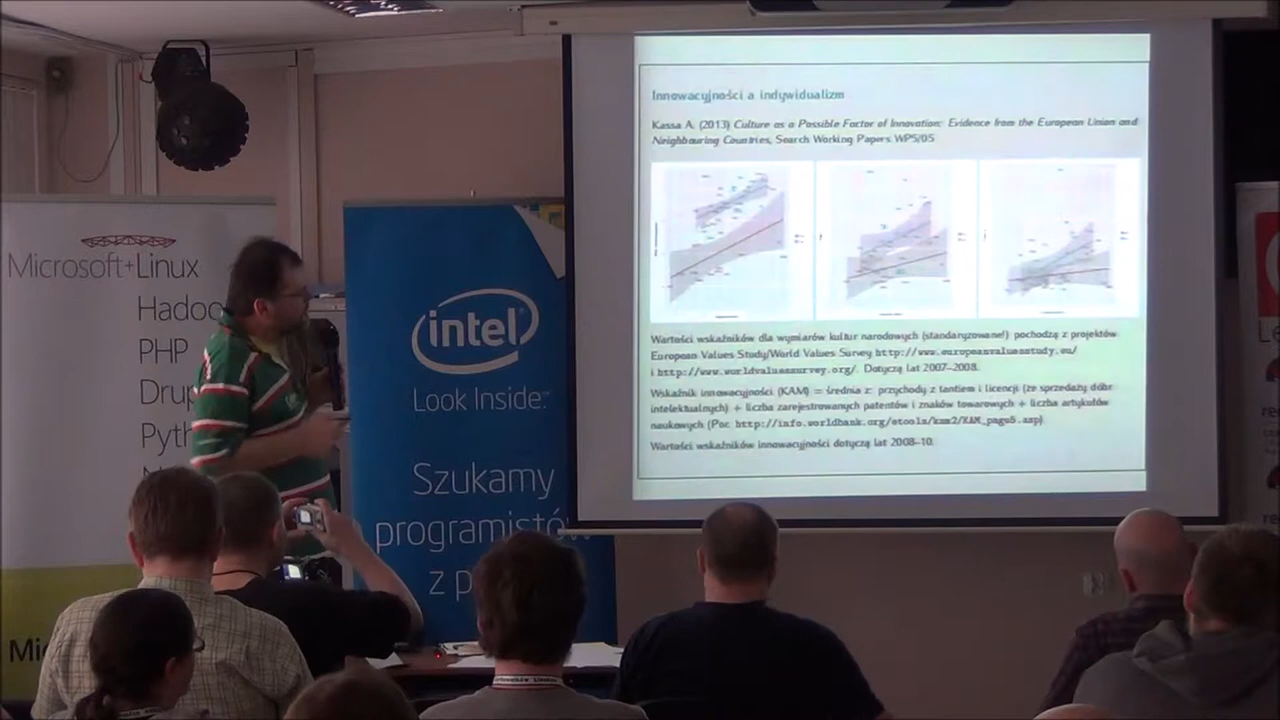 Innowacyjności a indywidualizm
Kassa A. (2013) Culture as a Possible Factor of Innovation: Evidence from the European Union and
Neighbouring Countries, Search Working Papers WP5/05
Wartości wskaźników dla wymiarów kultur narodowych (standaryzowane!) pochodzą z projektów
European Values Study/World Values Survey http://www.europeanvaluesstudy.eu/
i http://www.worldvaluessurvey.org/. Dotyczą lat 2007–2008.
Wskaźnik innowacyjności (KAM) = średnia z: przychody z tantiem i licencji (ze sprzedaży dóbr
intelektualnych) + liczba zarejestrowanych patentów i znaków towarowych + liczba artykułów
naukowych (Por. http://info.worldbank.org/etools/kam2/KAM_page5.asp)
Wartości wskaźników innowacyjności dotyczą lat 2008–10.
Microsoft+Linux
Hadoo
PHP
Drup
Pyth
Mi
intel
Look Inside.™
Szukamy
programistów
z p